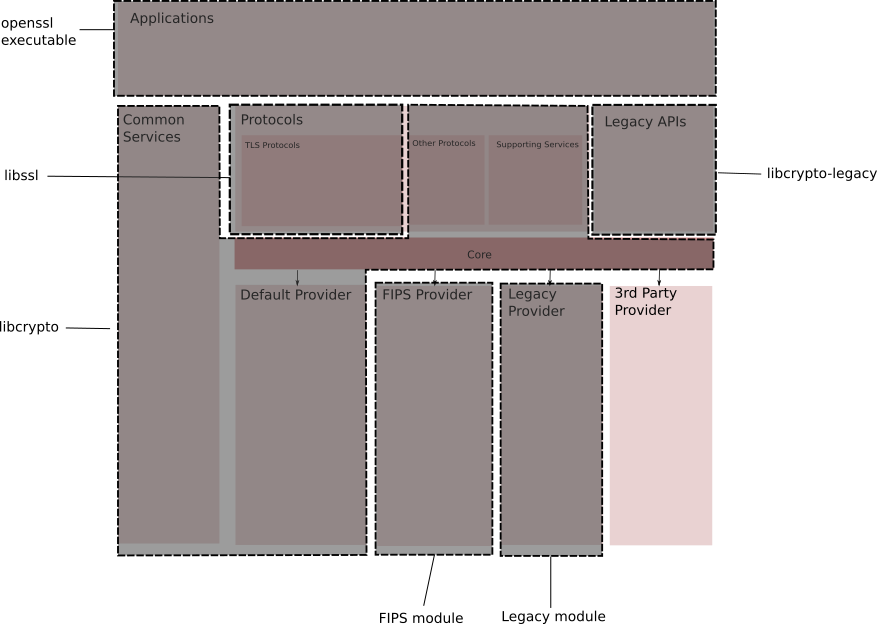 openssl
executable
Applications
Common
Services
Protocols
TLS Protocols
Other Protocols
Supporting Services
Legacy APIs
libssl
libcrypto-legacy
Core
Default Provider
FIPS Provider
Legacy
Provider
3rd Party
Provider
libcrypto
FIPS module
Legacy module